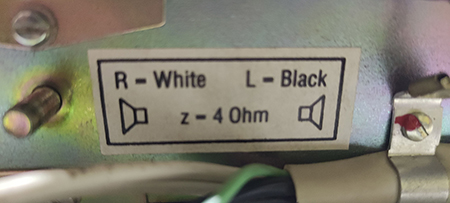 R – White L – Black
z – 4 Ohm